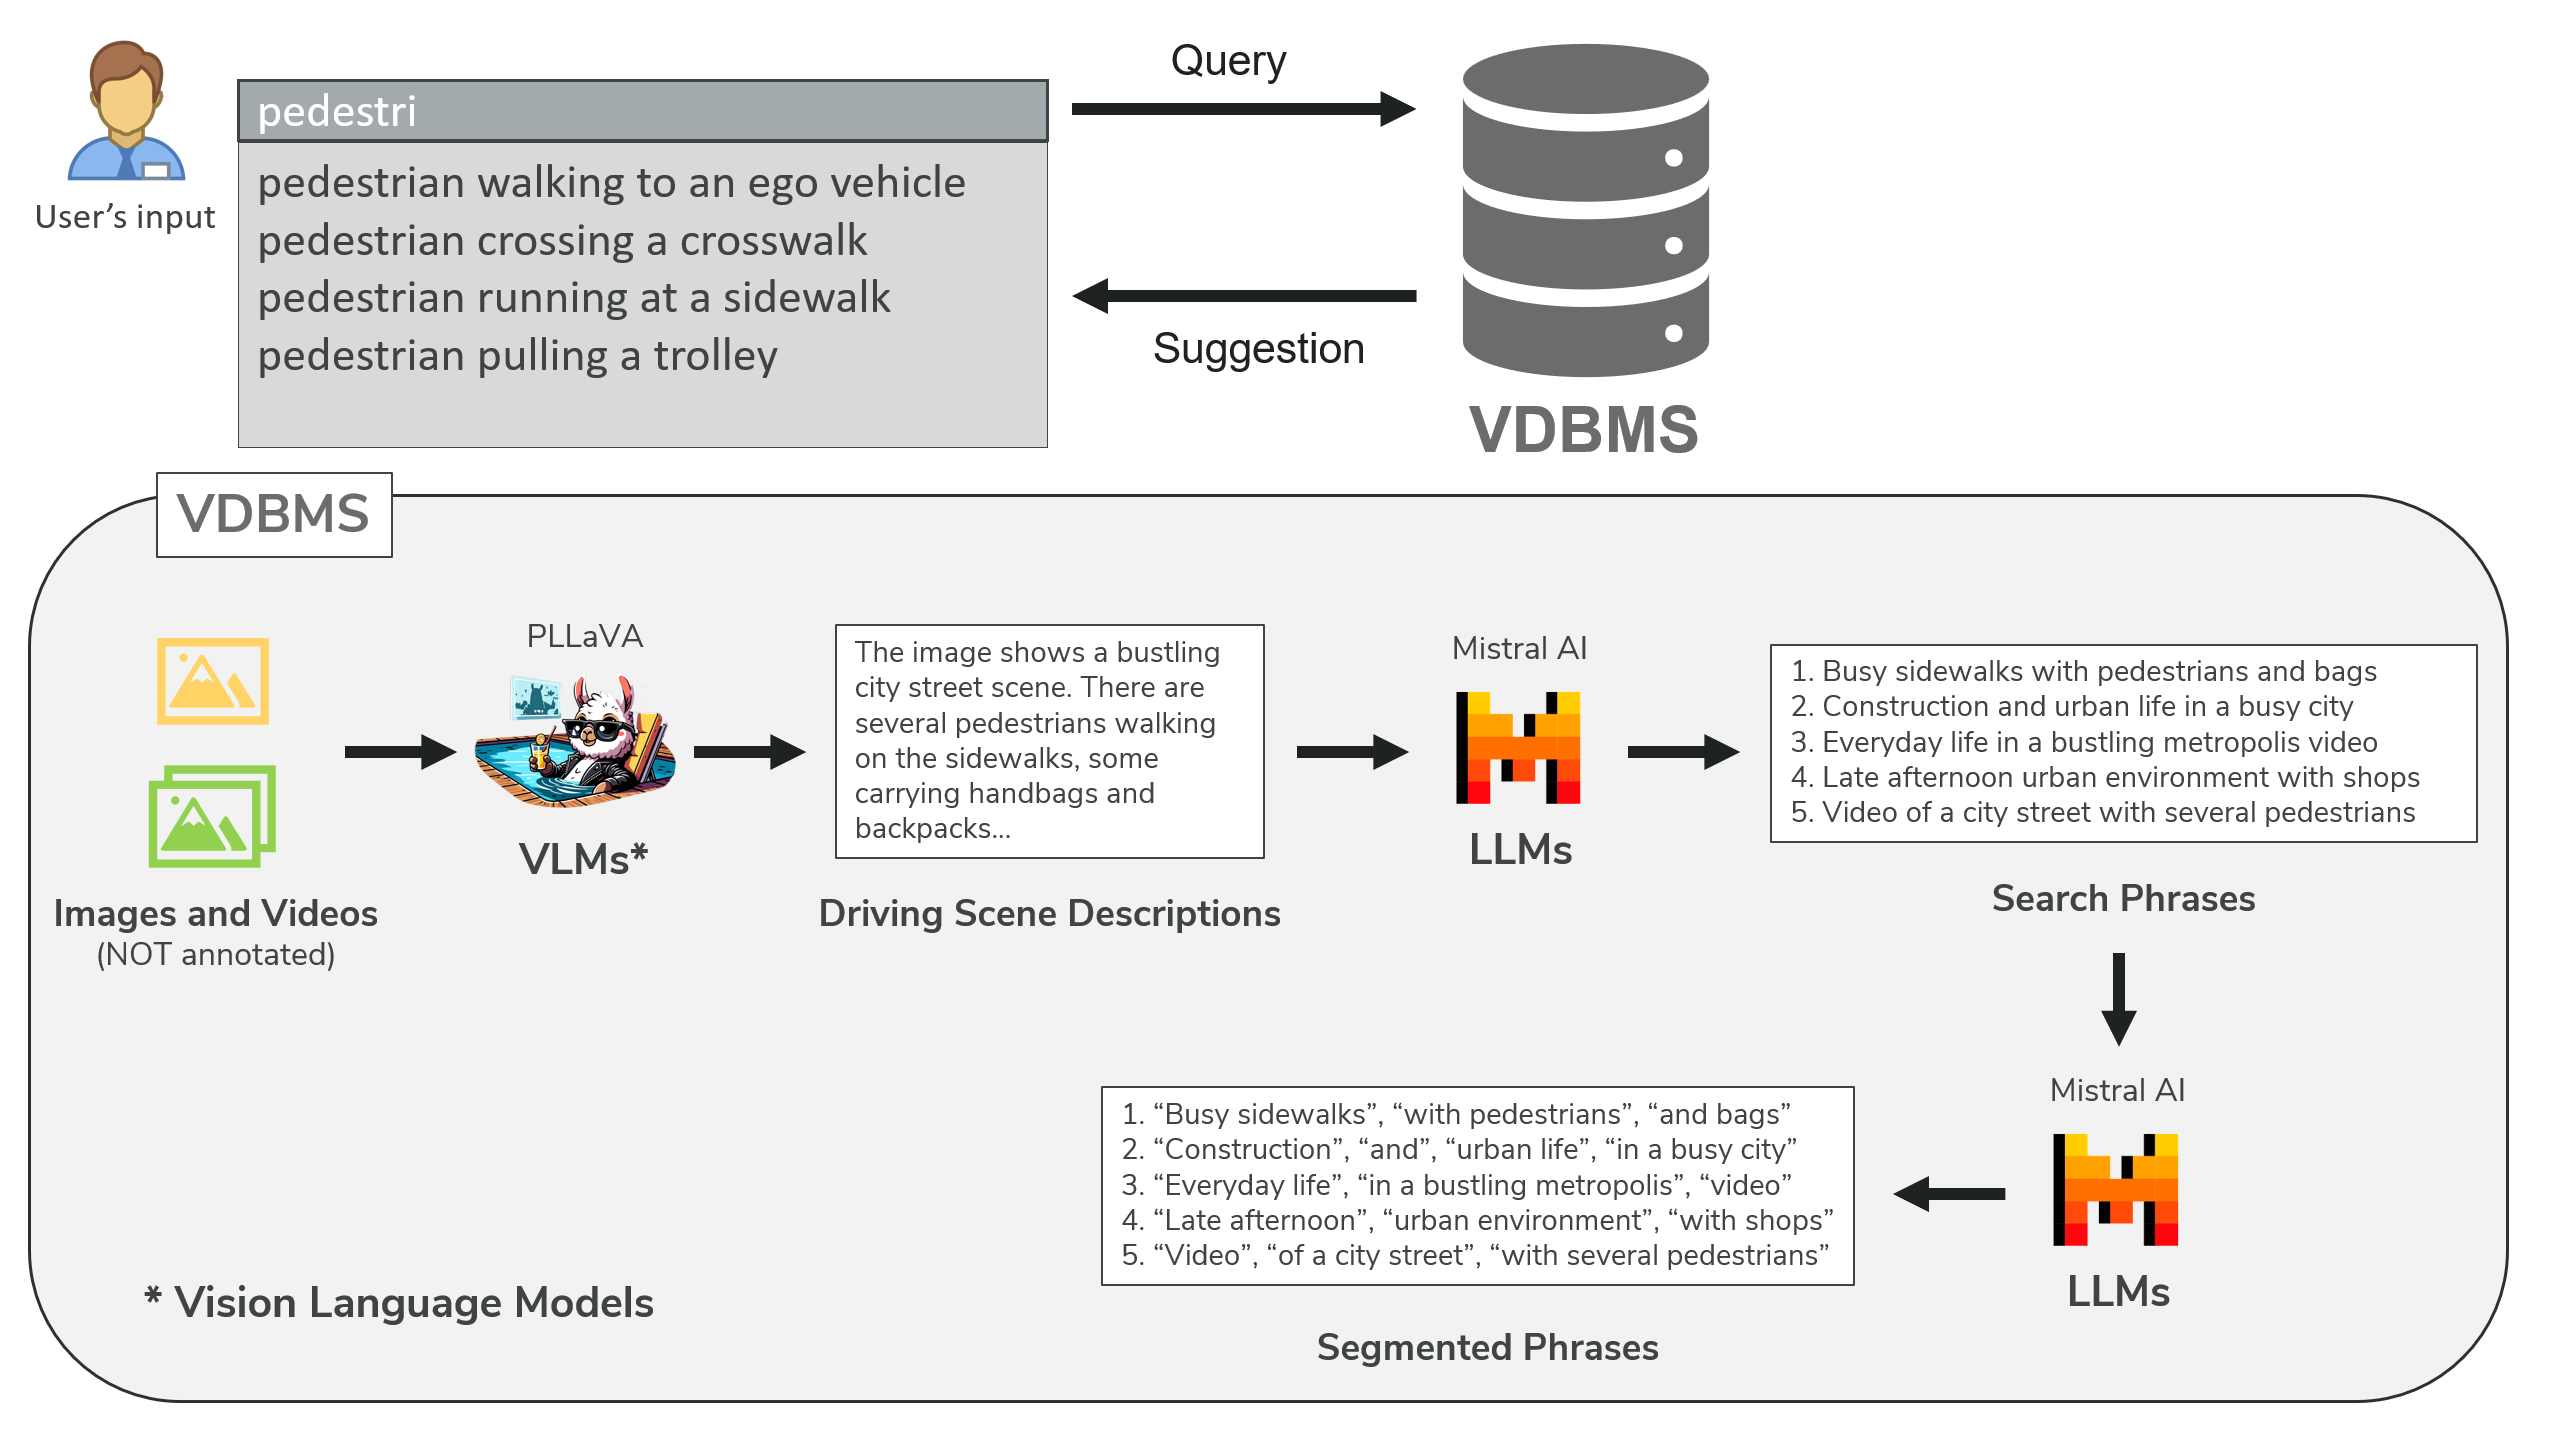 User’s input
pedestri
pedestrian walking to an ego vehicle
pedestrian crossing a crosswalk
pedestrian running at a sidewalk
pedestrian pulling a trolley
Query
Suggestion
VDBMS
VDBMS
Images and Videos
(NOT annotated)
PLLaVA
VLMs*
The image shows a bustling
city street scene. There are
several pedestrians walking
on the sidewalks, some
carrying handbags and
backpacks...
Driving Scene Descriptions
Mistral AI
LLMs
1. Busy sidewalks with pedestrians and bags
2. Construction and urban life in a busy city
3. Everyday life in a bustling metropolis video
4. Late afternoon urban environment with shops
5. Video of a city street with several pedestrians
Search Phrases
Mistral AI
LLMs
1. “Busy sidewalks”, “with pedestrians”, “and bags”
2. “Construction”, “and”, “urban life”, “in a busy city”
3. “Everyday life”, “in a bustling metropolis”, “video”
4. “Late afternoon”, “urban environment”, “with shops”
5. “Video”, “of a city street”, “with several pedestrians”
Segmented Phrases
* Vision Language Models